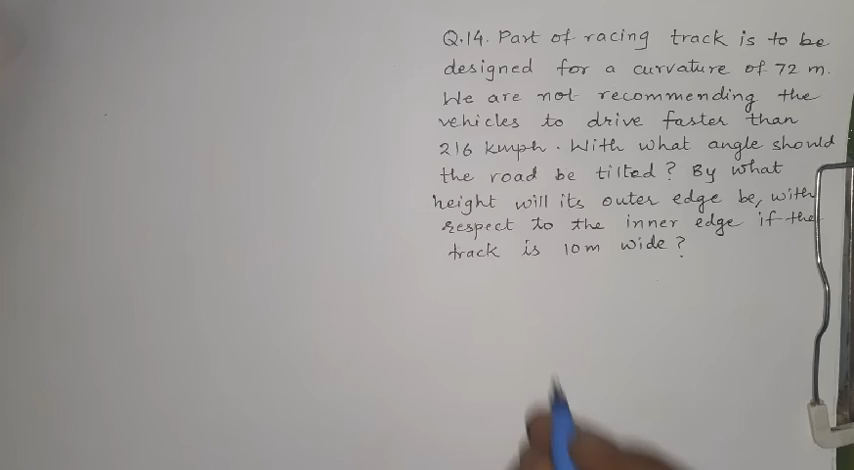 Q.14. Part of racing track is to be
designed for a curvature of 72 m.
We are not recommending the
vehicles to drive faster than
216 kmph. With what angle should
the road be tilted? By what
height will its outer edge be, with
respect to the inner edge if the
track is 10m wide?